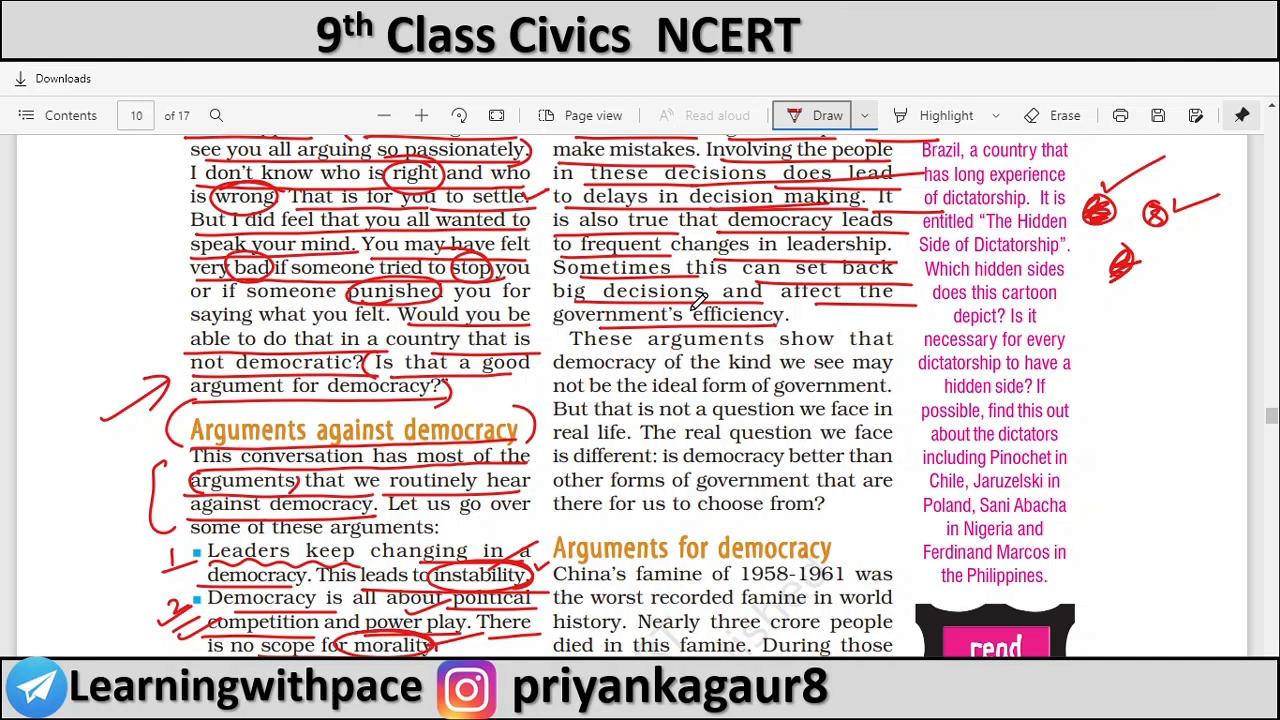 9th Class Civics NCERT
Downloads
Contents
10
of 17
Page view
Read aloud
Draw
Highlight
Erase
see you all arguing so passionately.
I don't know who is right and who
is wrong. That is for you to settle.
But I did feel that you all wanted to
speak your mind. You may have felt
very bad if someone tried to stop you
or if someone punished you for
saying what you felt. Would you be
able to do that in a country that is
not democratic? Is that a good
argument for democracy?"
Arguments against democracy
This conversation has most of the
arguments that we routinely hear
against democracy. Let us go over
some of these arguments:
1
Leaders keep changing in a
democracy. This leads to instability.
2
Democracy is all about political
competition and power play. There
is no scope for morality.
make mistakes. Involving the people
in these decisions does lead
to delays in decision making. It
is also true that democracy leads
to frequent changes in leadership.
Sometimes this can set back
big decisions and affect the
government's efficiency.
These arguments show that
democracy of the kind we see may
not be the ideal form of government.
But that is not a question we face in
real life. The real question we face
is different: is democracy better than
other forms of government that are
there for us to choose from?
Arguments for democracy
China's famine of 1958-1961 was
the worst recorded famine in world
history. Nearly three crore people
died in this famine. During those
Brazil, a country that
has long experience
of dictatorship. It is
entitled "The Hidden
Side of Dictatorship".
Which hidden sides
does this cartoon
depict? Is it
necessary for every
dictatorship to have a
hidden side? If
possible, find this out
about the dictators
including Pinochet in
Chile, Jaruzelski in
Poland, Sani Abacha
in Nigeria and
Ferdinand Marcos in
the Philippines.
read
Learningwithpace
priyankagaur8